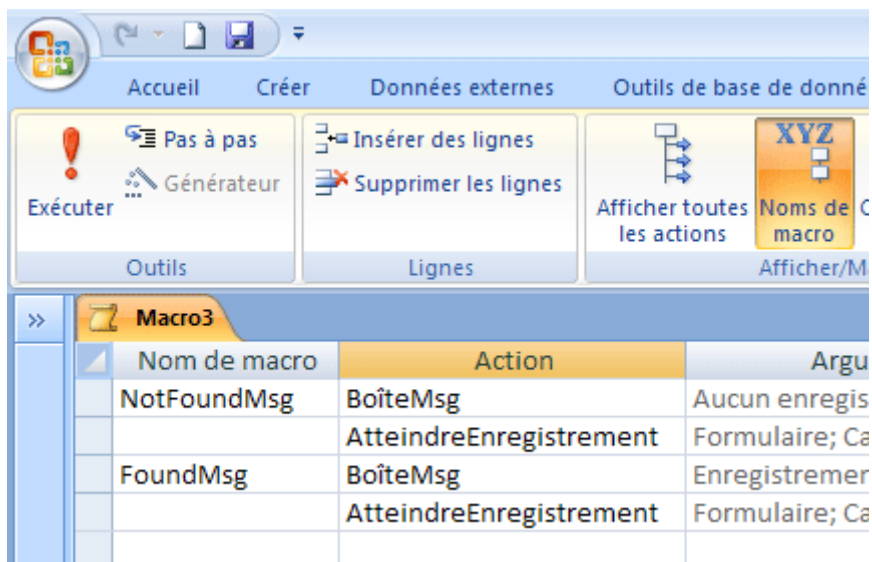 Accueil Créer Données externes Outils de base de donné
Exécuter
Pas à pas
Générateur
Outils
Insérer des lignes
Supprimer les lignes
Lignes
Afficher toutes
les actions
XYZ
Noms de
macro
Afficher/M
Macro3
Nom de macro Action Argu
NotFoundMsg BoîteMsg Aucun enregis
AtteindreEnregistrement Formulaire; Ca
FoundMsg BoîteMsg Enregistremer
AtteindreEnregistrement Formulaire; Ca